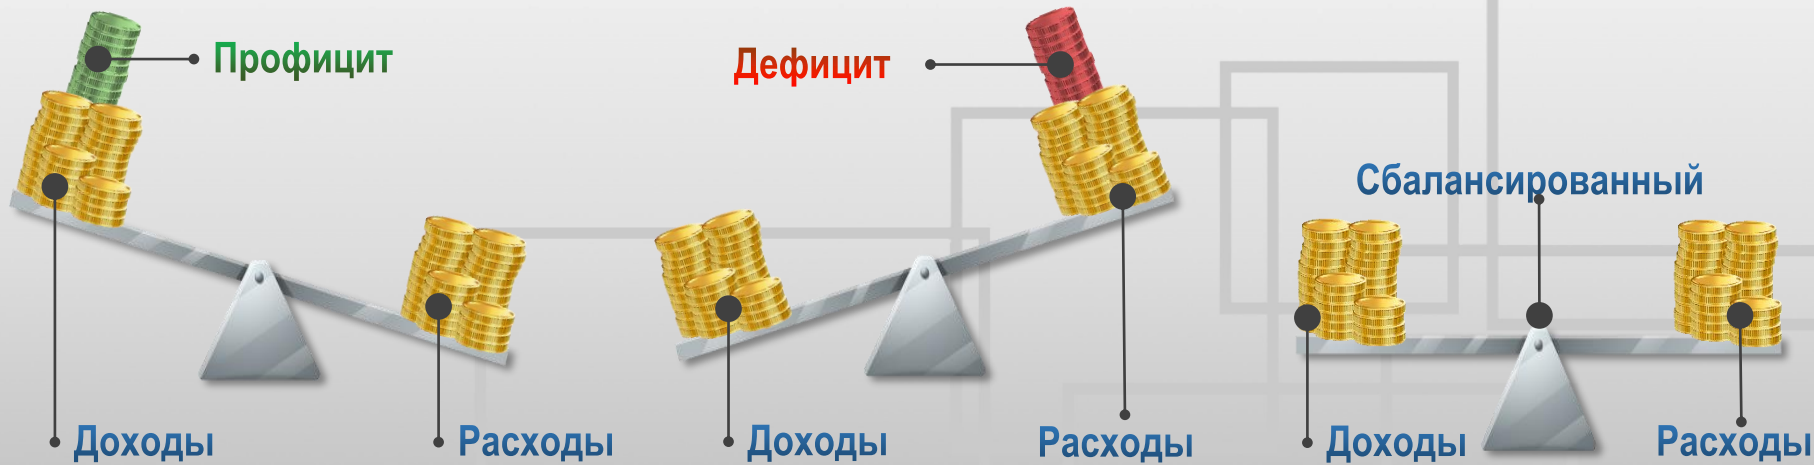 Профицит
Дефицит
Сбалансированный
Доходы
Расходы
Доходы
Расходы
Доходы
Расходы